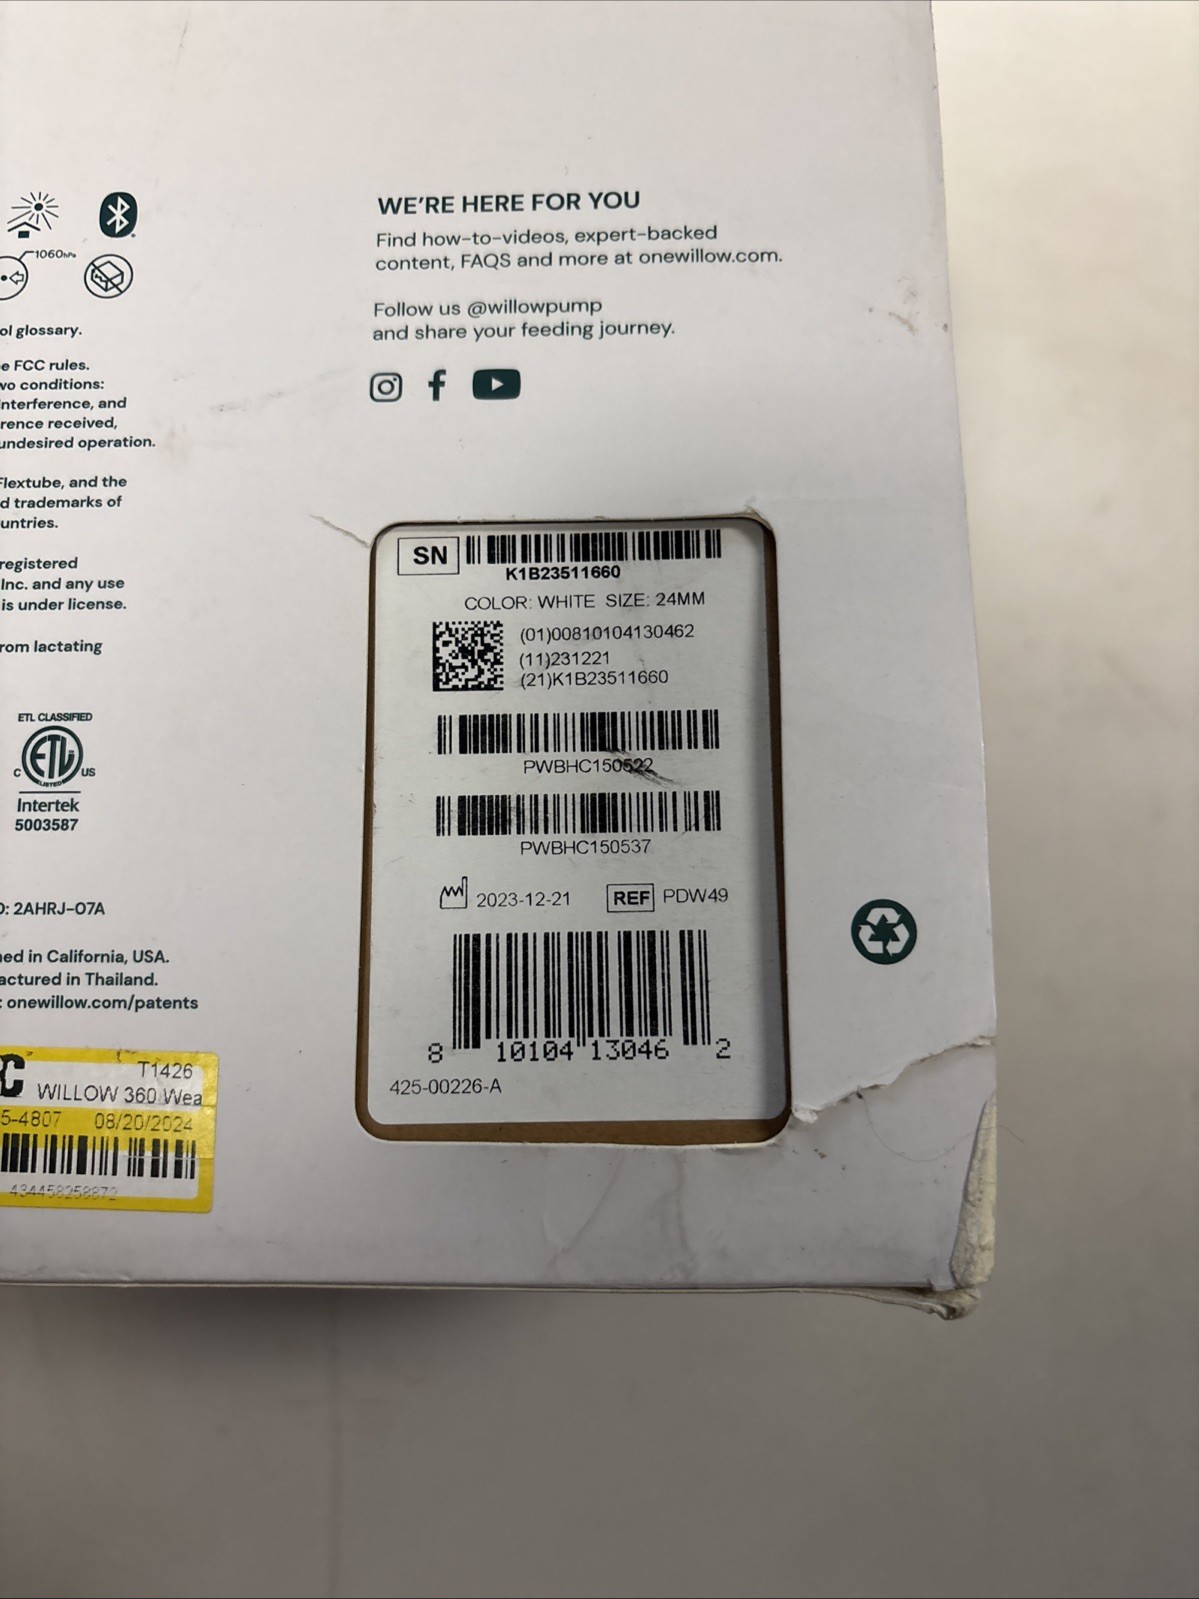 1060hPa
ol glossary.
e FCC rules.
wo conditions:
interference, and
rence received,
undesired operation.
Flextube, and the
d trademarks of
untries.
registered
Inc. and any use
is under license.
rom lactating
ETL CLASSIFIED
ETL
LISTED
C US
Intertek
5003587
D: 2AHRJ-07A
ned in California, USA.
actured in Thailand.
: onewillow.com/patents
C
T1426
WILLOW 360 Wea
5-4807 08/20/2024
434458258872
WE'RE HERE FOR YOU
Find how-to-videos, expert-backed
content, FAQS and more at onewillow.com.
Follow us @willowpump
and share your feeding journey.
SN
K1B23511660
COLOR: WHITE SIZE: 24MM
(01)00810104130462
(11)231221
(21)K1B23511660
PWBHC150522
PWBHC150537
2023-12-21 REF PDW49
8 10104 13046 2
425-00226-A